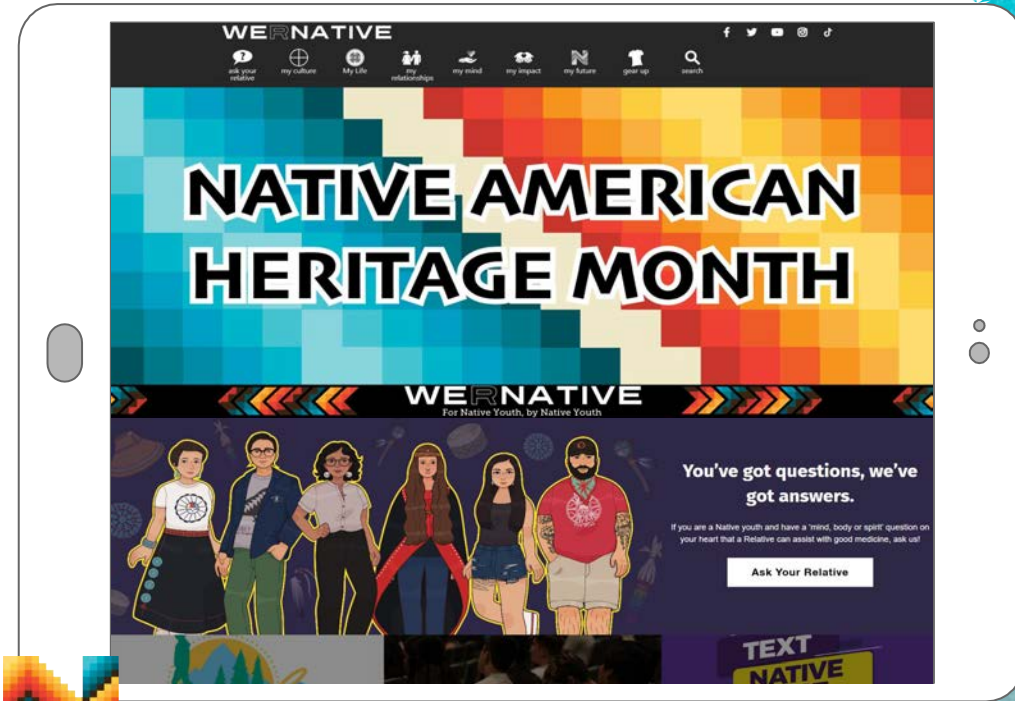 WERNATIVE
ask your relative
my culture
My Life
my relationships
my mind
my impact
my future
gear up
search
NATIVE AMERICAN
HERITAGE MONTH
WERNATIVE
For Native Youth, by Native Youth
You've got questions, we've
got answers.
If you are a Native youth and have a 'mind, body or spirit' question on
your heart that a Relative can assist with good medicine, ask us!
Ask Your Relative
TEXT
NATIVE